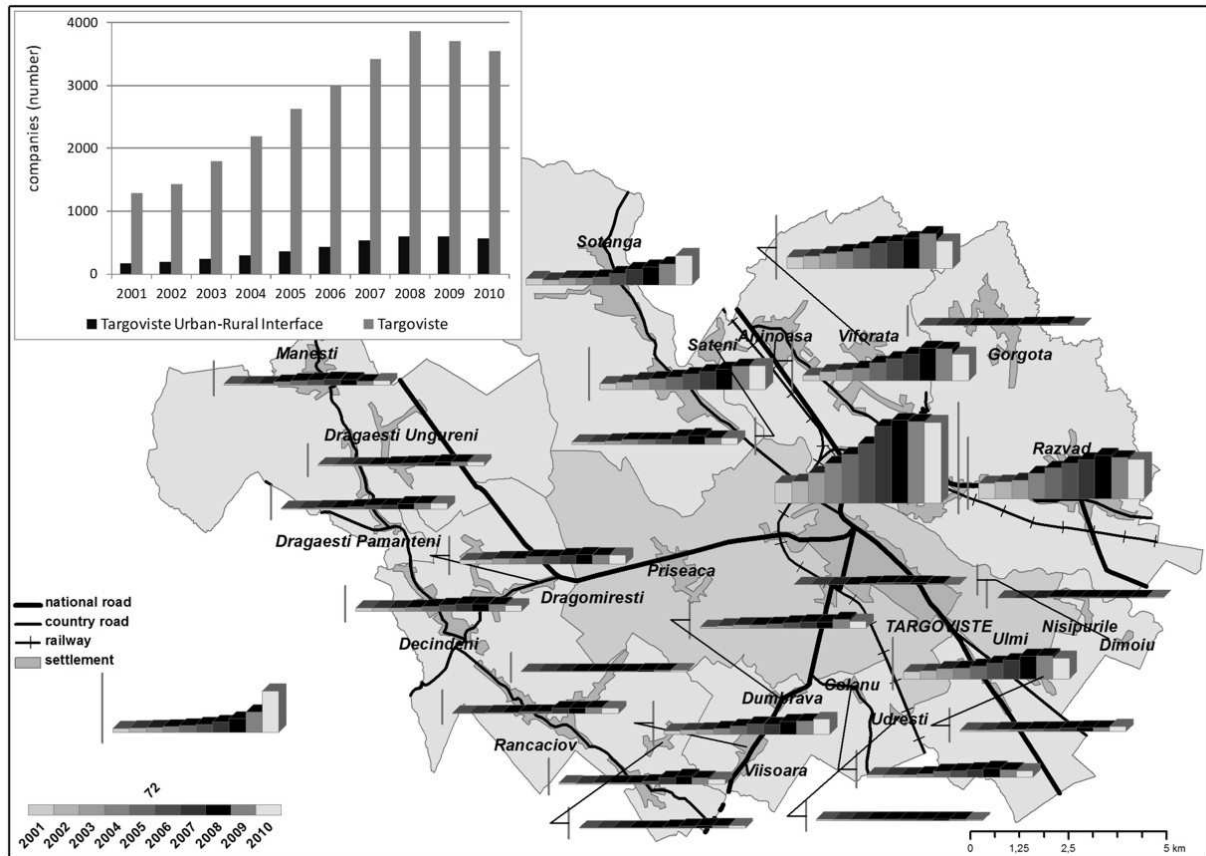 4000
3000
2000
1000
0
companies (number)
2001 2002 2003 2004 2005 2006 2007 2008 2009 2010
Targoviste Urban-Rural Interface Targoviste
Sotanga
Sateni
Aninoasa
Viforata
Gorgota
Manesti
Dragaesti Ungureni
Razvad
Dragaesti Pamanteni
Priseaca
Dragomiresti
national road
country road
railway
settlement
TARGOVISTE
Nisipurile
Ulmi
Dimoiu
Decindeni
Dumbrava
Colanu
Udresti
Rancaciov
Viisoara
72
2001 2002 2003 2004 2005 2006 2007 2008 2009 2010
0 1,25 2,5 5 km